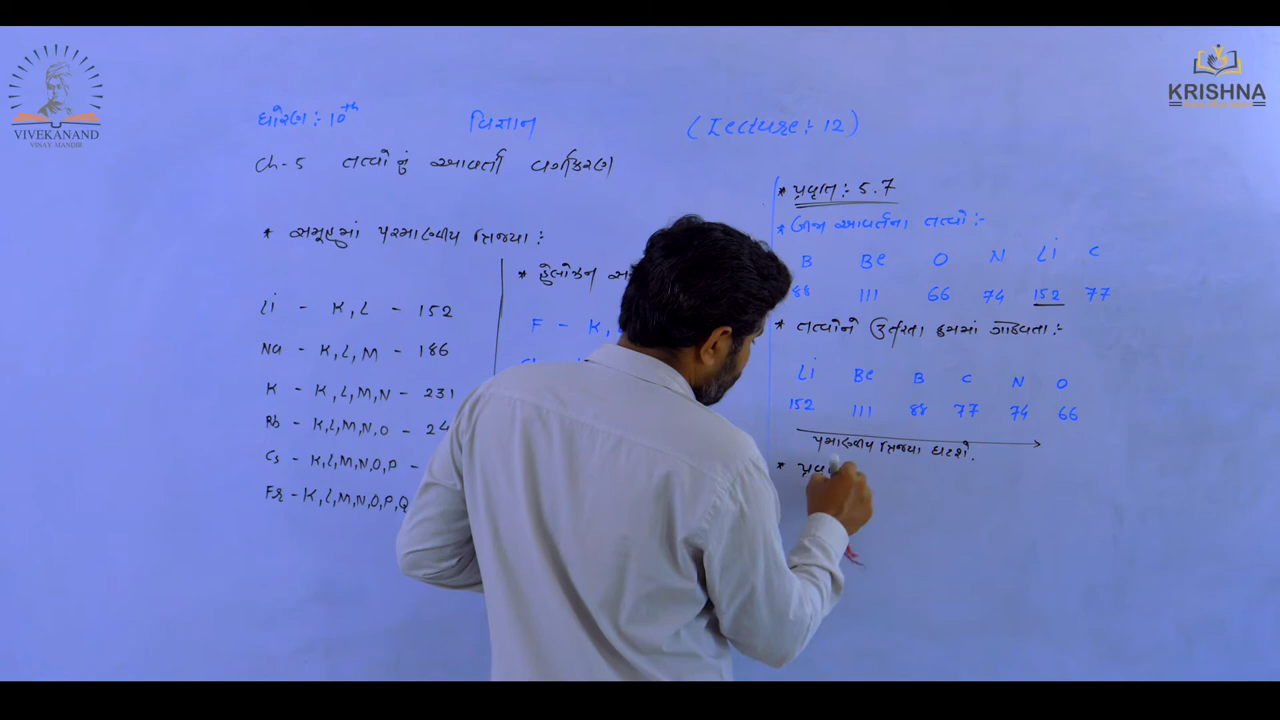 VIVEKANAND
VINAY MANDIR
KRISHNA
ધોરણ :- 10th વિજ્ઞાન (Lecture :- 12)
Ch-5 તત્વોનું આવર્તી વર્ગીકરણ
* સમૂહમાં પરમાણ્વીય ત્રિજ્યા :
Li - K, L - 152
Na - K, L, M - 186
K - K, L, M, N - 231
Rb - K, L, M, N, O - 24
Cs - K, L, M, N, O, P -
Fr - K, L, M, N, O, P, Q
* હેલોજન
F - K,
* પ્રવૃત્તિ :- 5.7
* બીજા આવર્તના તત્વો :-
B Be O N Li C
88 111 66 74 152 77
* તત્વોને ઉતરતા ક્રમમાં ગોઠવતા :-
Li Be B C N O
152 111 88 77 74 66
પરમાણ્વીય ત્રિજ્યા ઘટશે.
*